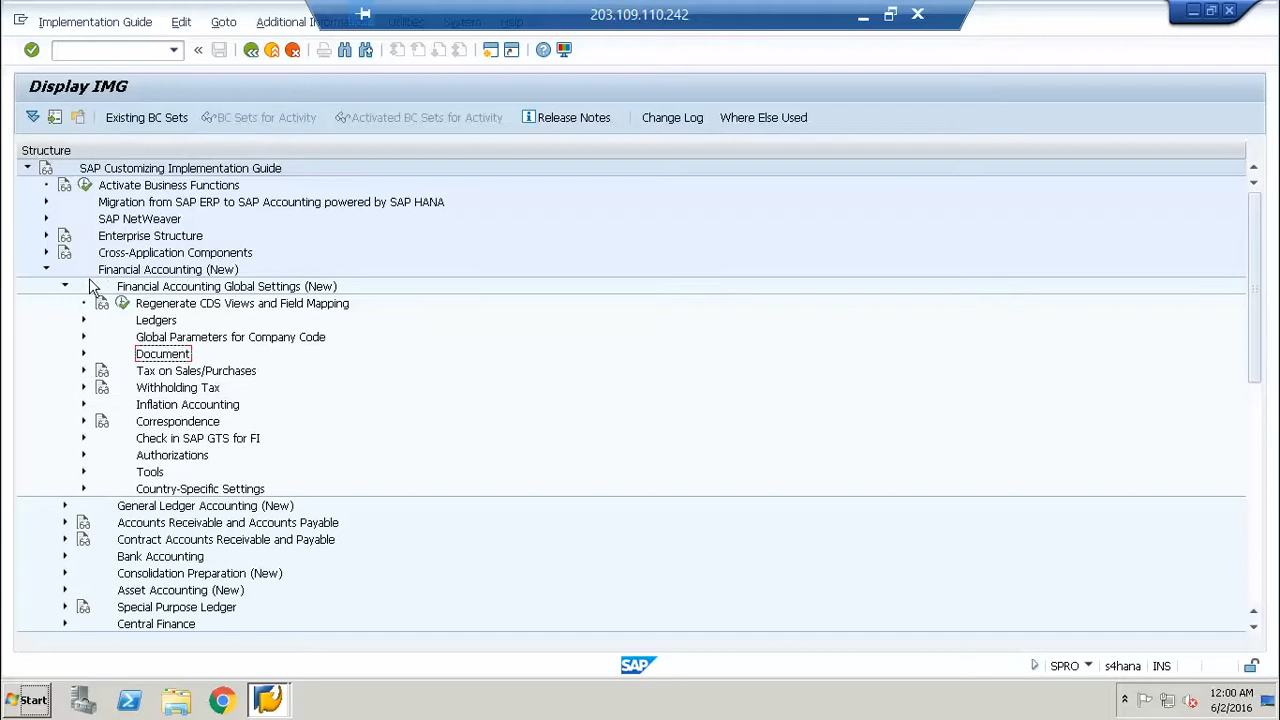 203.109.110.242
Implementation Guide Edit Goto Additional Information Utilities System Help
Display IMG
Existing BC Sets BC Sets for Activity Activated BC Sets for Activity Release Notes Change Log Where Else Used
Structure
SAP Customizing Implementation Guide
Activate Business Functions
Migration from SAP ERP to SAP Accounting powered by SAP HANA
SAP NetWeaver
Enterprise Structure
Cross-Application Components
Financial Accounting (New)
Financial Accounting Global Settings (New)
Regenerate CDS Views and Field Mapping
Ledgers
Global Parameters for Company Code
Document
Tax on Sales/Purchases
Withholding Tax
Inflation Accounting
Correspondence
Check in SAP GTS for FI
Authorizations
Tools
Country-Specific Settings
General Ledger Accounting (New)
Accounts Receivable and Accounts Payable
Contract Accounts Receivable and Payable
Bank Accounting
Consolidation Preparation (New)
Asset Accounting (New)
Special Purpose Ledger
Central Finance
SAP SPRO s4hana INS
Start 12:00 AM
6/2/2016